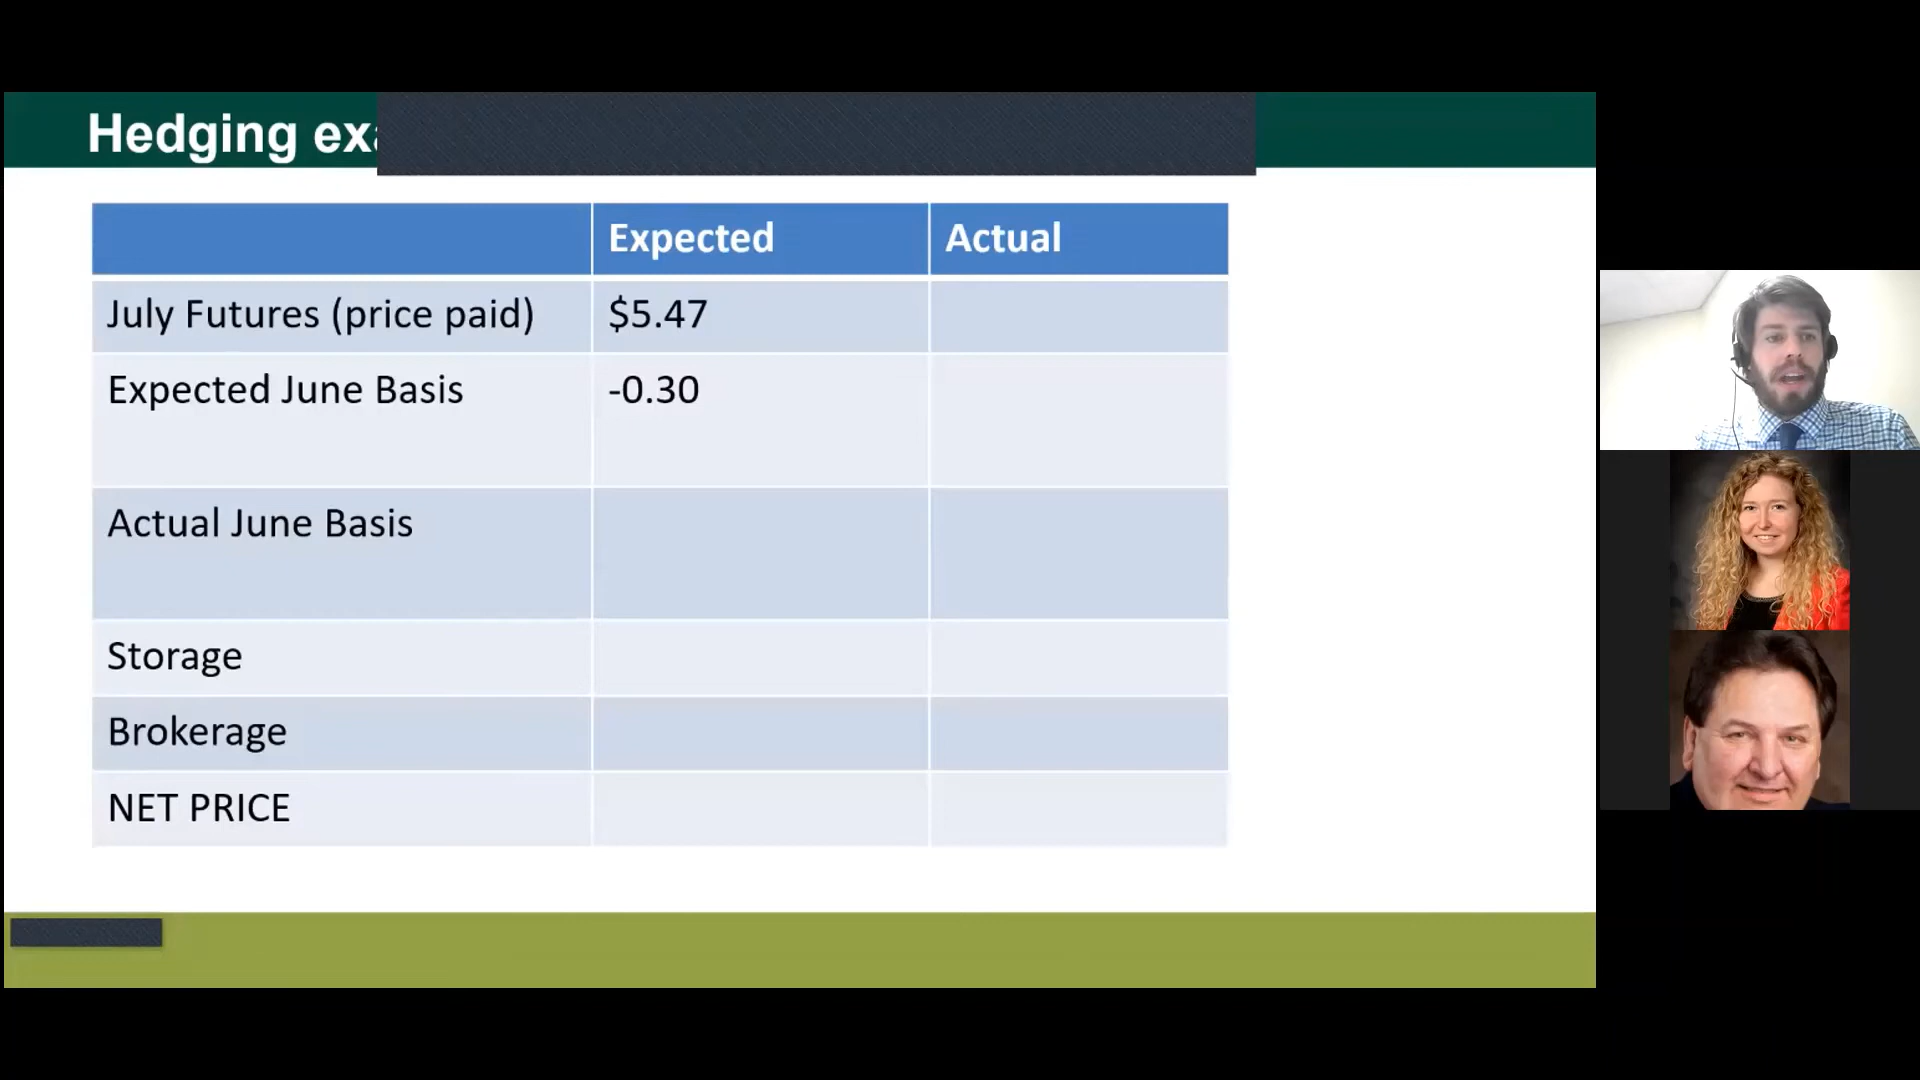 Hedging
Expected Actual
July Futures (price paid) $5.47
Expected June Basis -0.30
Actual June Basis
Storage
Brokerage
NET PRICE